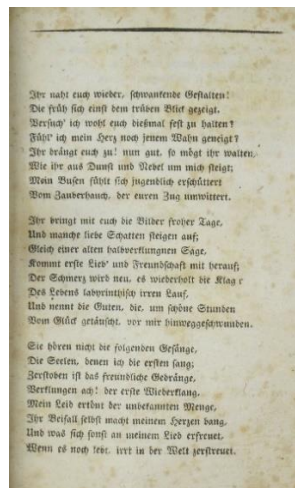 Ihr naht euch wieder, schwankende Gestalten!
Die früh sich einst dem trüben Blick gezeigt.
Versuch' ich wohl euch dießmal fest zu halten?
Fühl' ich mein Herz noch jenem Wahn geneigt?
Ihr drängt euch zu! nun gut, so mögt ihr walten,
Wie ihr aus Dunst und Nebel um mich steigt;
Mein Busen fühlt sich jugendlich erschüttert
Vom Zauberhauch, der euren Zug umwittert.
Ihr bringt mit euch die Bilder froher Tage,
Und manche liebe Schatten steigen auf;
Gleich einer alten halbverklungnen Sage,
Kommt erste Lieb' und Freundschaft mit herauf;
Der Schmerz wird neu, es wiederholt die Klage
Des Lebens labyrinthisch irren Lauf,
Und nennt die Guten, die, um schöne Stunden
Vom Glück getäuscht, vor mir hinweggeschwunden.
Sie hören nicht die folgenden Gesänge,
Die Seelen, denen ich die ersten sang;
Zerstoben ist das freundliche Gedränge,
Verklungen ach! der erste Wiederklang.
Mein Leid ertönt der unbekannten Menge,
Ihr Beifall selbst macht meinem Herzen bang,
Und was sich sonst an meinem Lied erfreuet,
Wenn es noch lebt, irrt in der Welt zerstreuet.